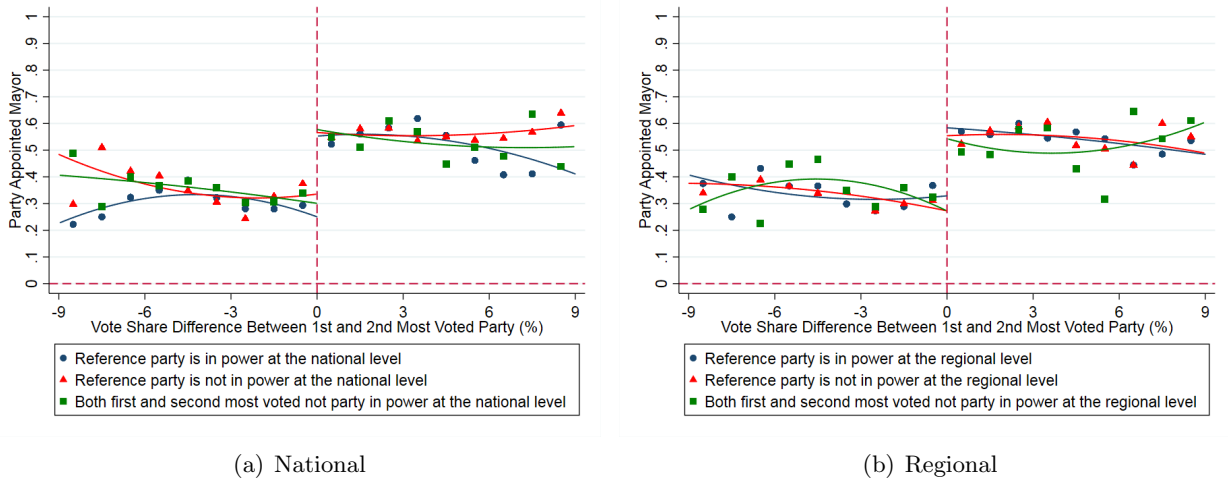 Party Appointed Mayor
1
.9
.8
.7
.6
.5
.4
.3
.2
.1
0
-9 -6 -3 0 3 6 9
Vote Share Difference Between 1st and 2nd Most Voted Party (%)
Reference party is in power at the national level
Reference party is not in power at the national level
Both first and second most voted not party in power at the national level
(a) National
Party Appointed Mayor
1
.9
.8
.7
.6
.5
.4
.3
.2
.1
0
-9 -6 -3 0 3 6 9
Vote Share Difference Between 1st and 2nd Most Voted Party (%)
Reference party is in power at the regional level
Reference party is not in power at the regional level
Both first and second most voted not party in power at the regional level
(b) Regional